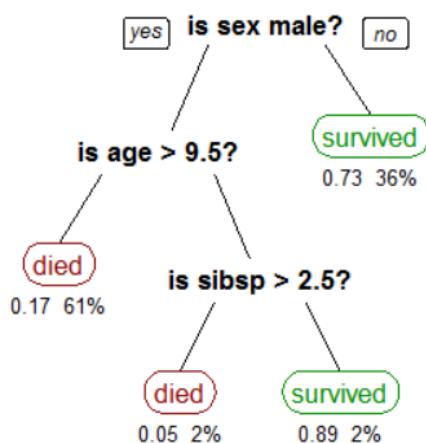 yes is sex male? no
is age > 9.5?
survived
0.73 36%
died
0.17 61%
is sibsp > 2.5?
died
0.05 2%
survived
0.89 2%